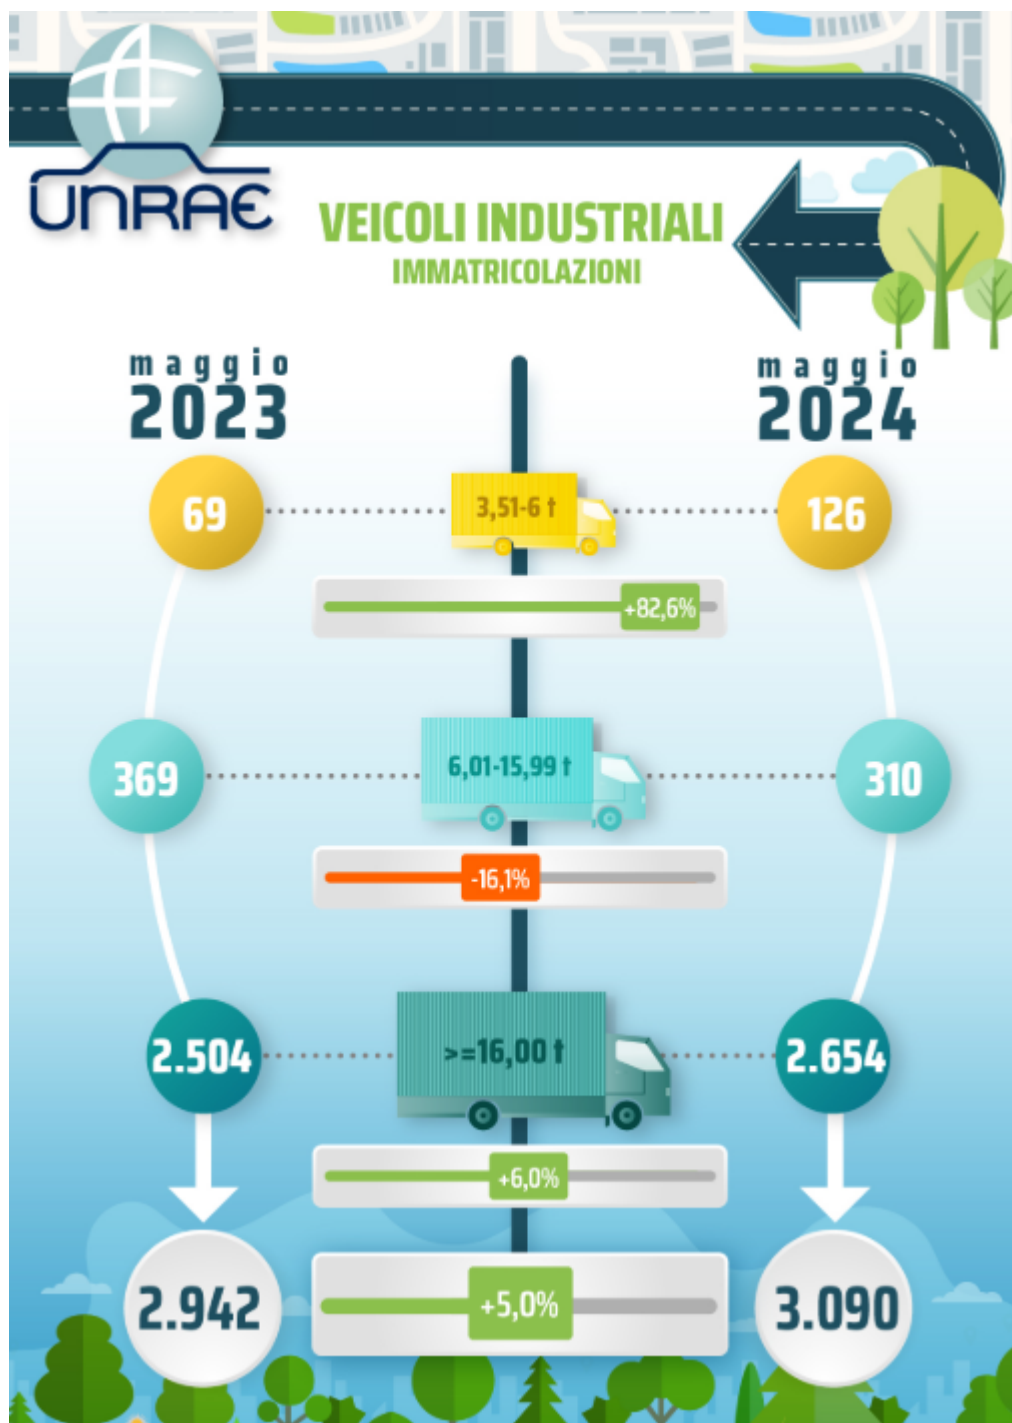 UNRAE
VEICOLI INDUSTRIALI
IMMATRICOLAZIONI
maggio
2023
maggio
2024
69
3,51-6 t
126
+82,6%
369
6,01-15,99 t
310
-16,1%
2.504
>=16,00 t
2.654
+6,0%
2.942
+5,0%
3.090